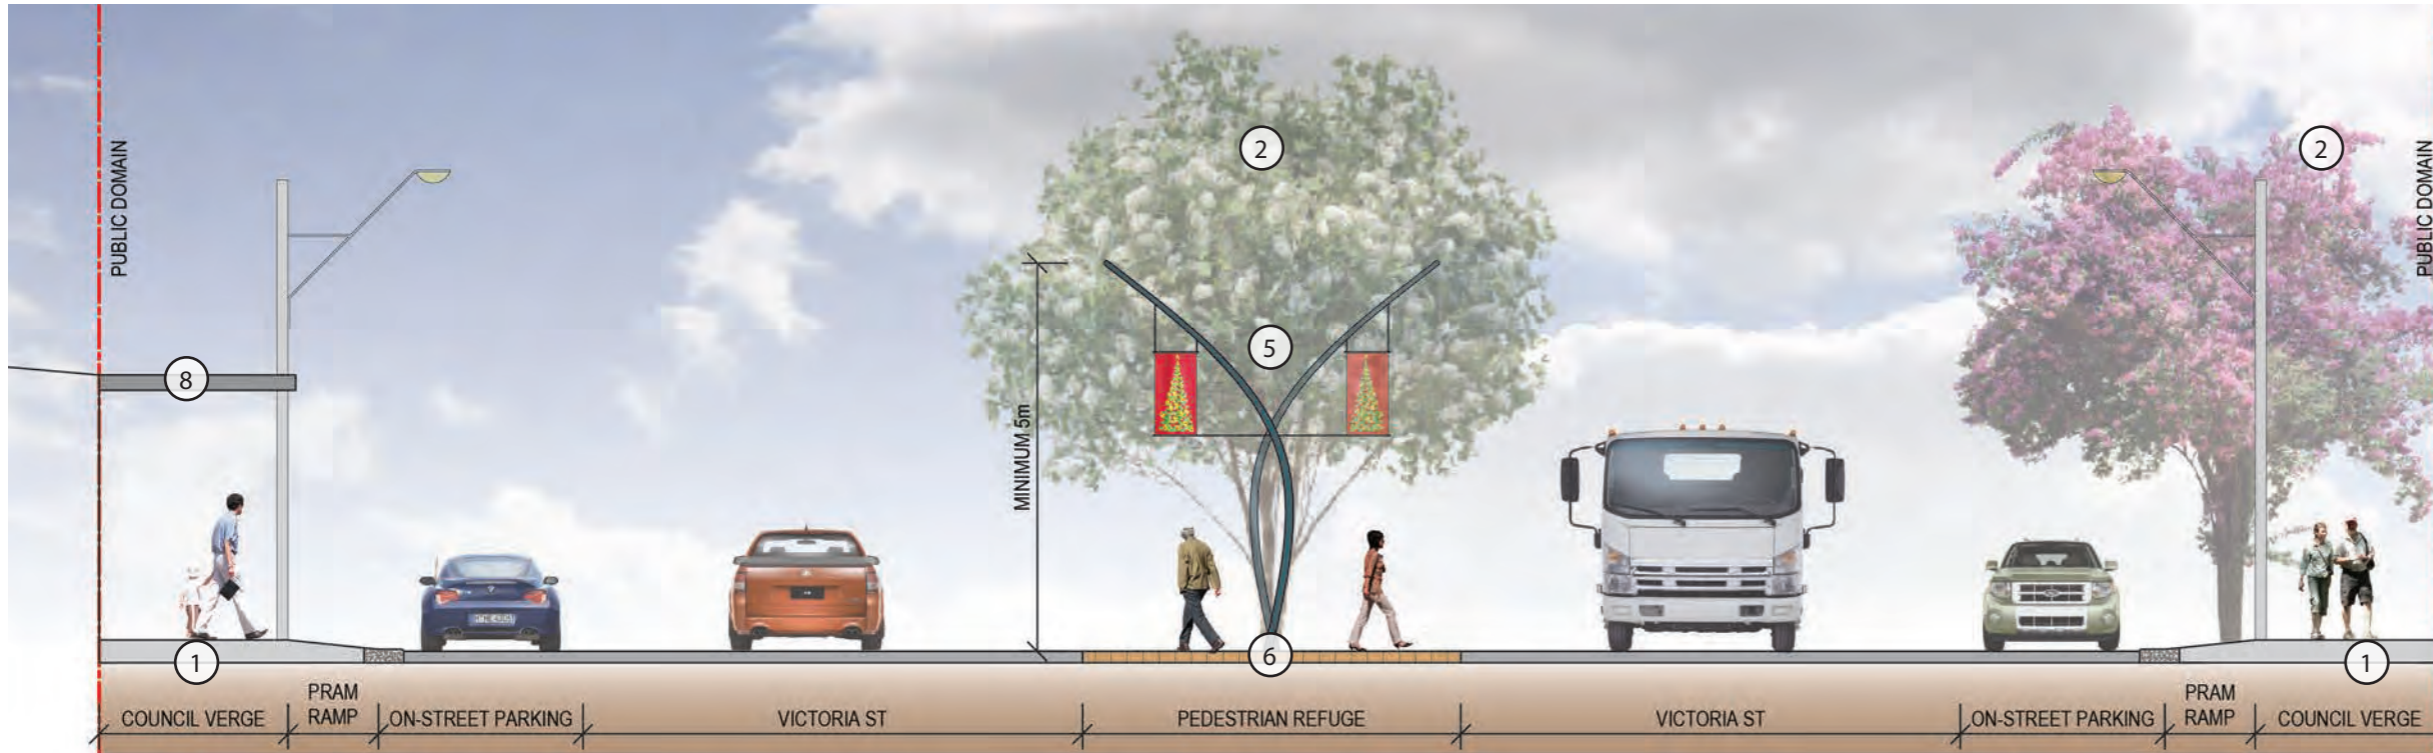 PUBLIC DOMAIN
2
2
PUBLIC DOMAIN
5
8
MINIMUM 5m
1
6
1
COUNCIL VERGE
PRAM
RAMP
ON-STREET PARKING
VICTORIA ST
PEDESTRIAN REFUGE
VICTORIA ST
ON-STREET PARKING
PRAM
RAMP
COUNCIL VERGE